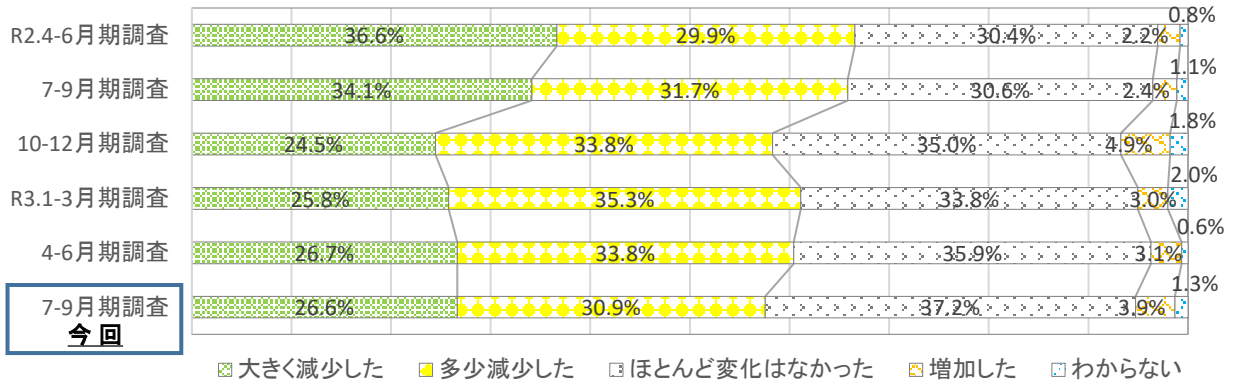 0.8%
R2.4-6月期調査 36.6% 29.9% 30.4% 2.2%
1.1%
7-9月期調査 34.1% 31.7% 30.6% 2.4%
1.8%
10-12月期調査 24.5% 33.8% 35.0% 4.9%
2.0%
R3.1-3月期調査 25.8% 35.3% 33.8% 3.0%
0.6%
4-6月期調査 26.7% 33.8% 35.9% 3.1%
1.3%
7-9月期調査 26.6% 30.9% 37.2% 3.9%
今 回
大きく減少した 多少減少した ほとんど変化はなかった 増加した わからない